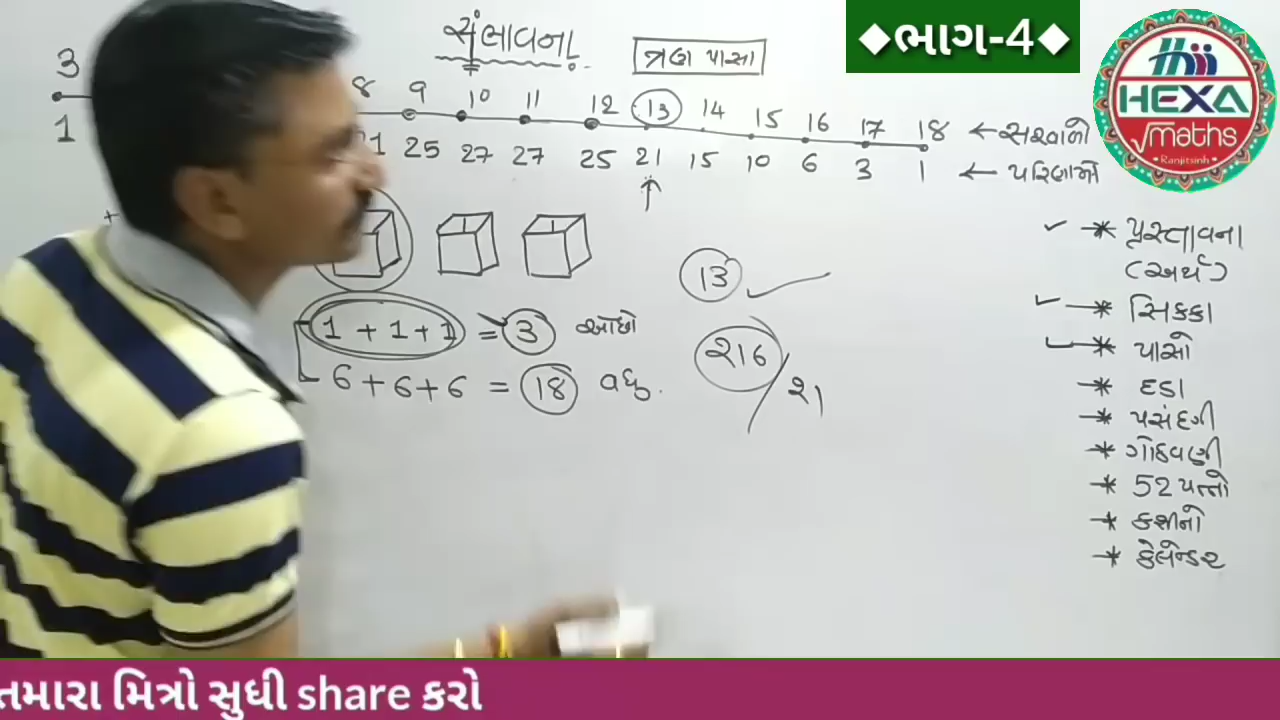 ◆ભાગ-4◆
HEXA
√maths
Ranjitsinh
સંભાવના
ત્રણ પાસા
3 8 9 10 11 12 13 14 15 16 17 18 ← સરવાળો
1 21 25 27 27 25 21 15 10 6 3 1 ← પરિણામો
13
1 + 1 + 1 = 3 ઓછો
6 + 6 + 6 = 18 વધુ.
216 / 21
✓ * પ્રસ્તાવના
(અર્થ)
✓ * સિક્કા
✓ * પાસો
* દડા
* પસંદગી
* ગોઠવણી
* 52 પત્તો
* કેલેન્ડર
તમારા મિત્રો સુધી share કરો